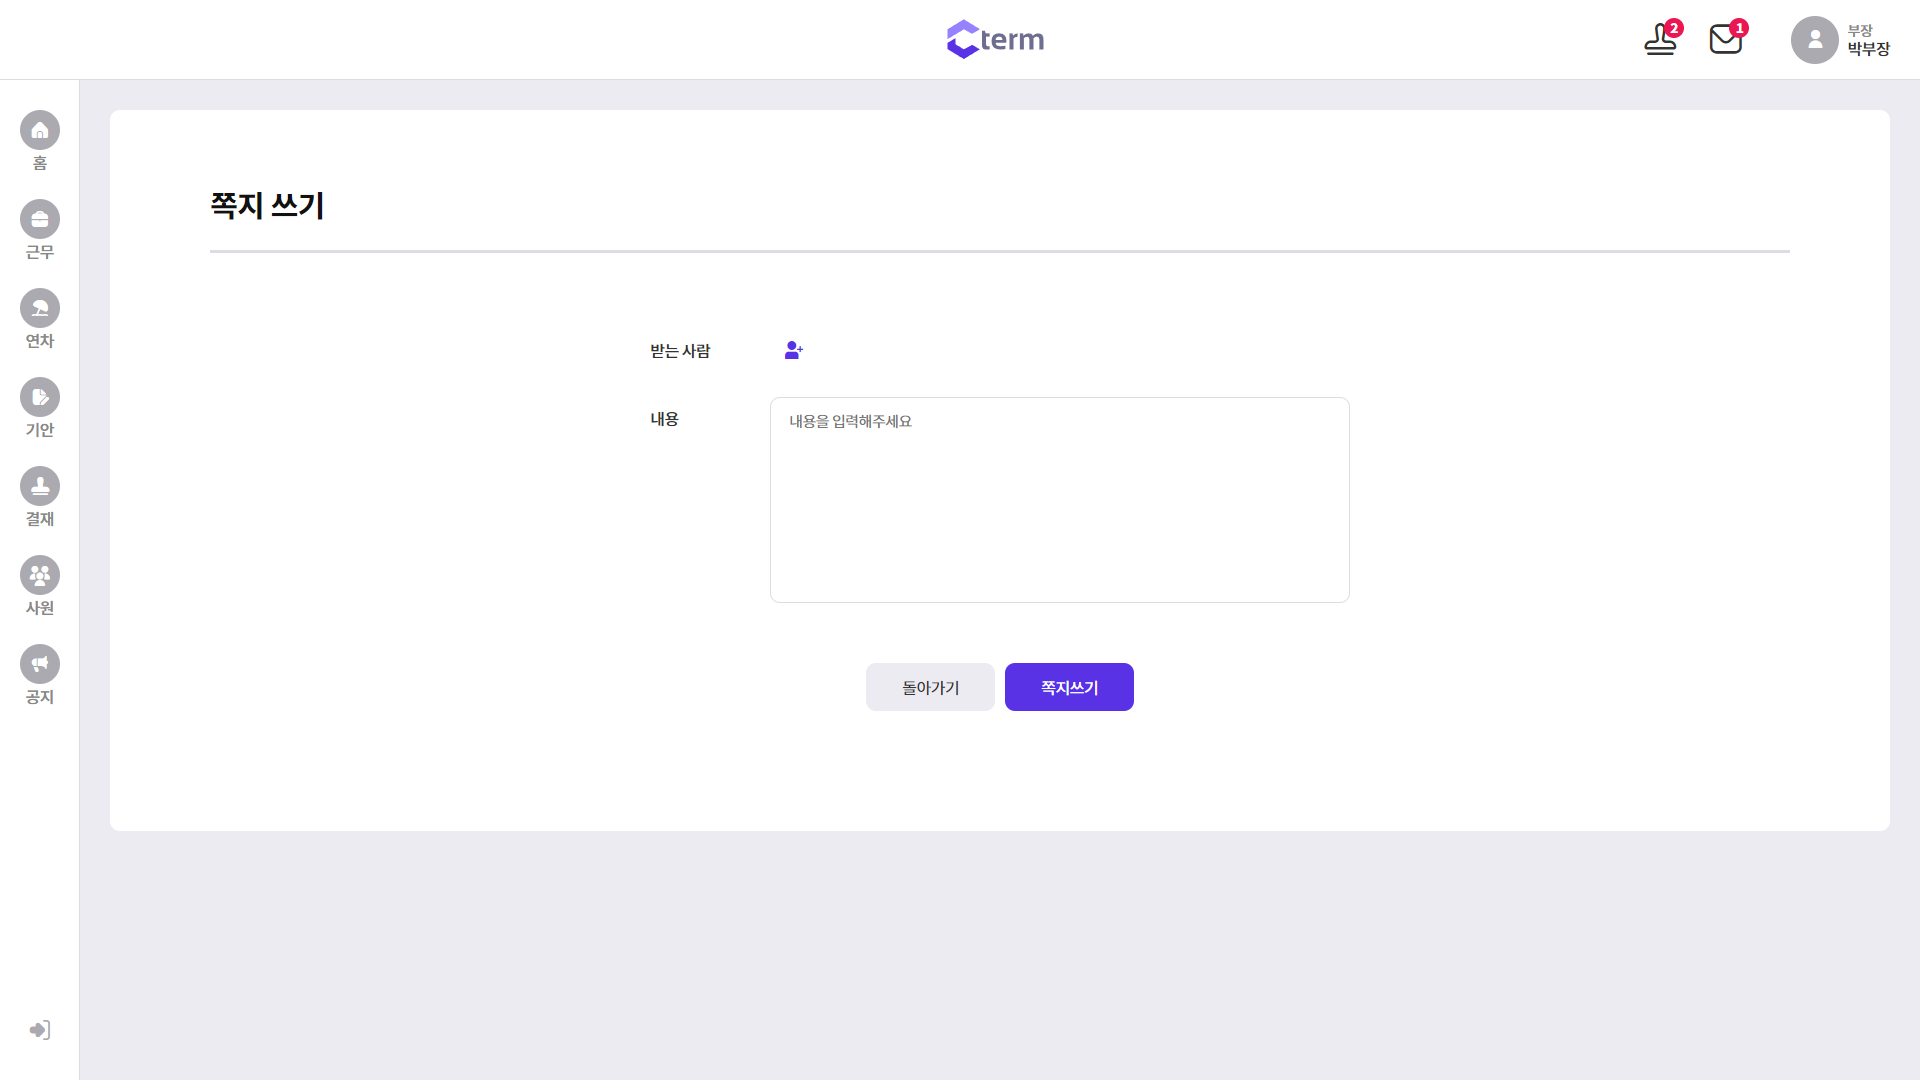 term
2
1
부장
박부장
홈
근무
연차
기안
결재
사원
공지
쪽지 쓰기
받는 사람
내용
내용을 입력해주세요
돌아가기
쪽지쓰기